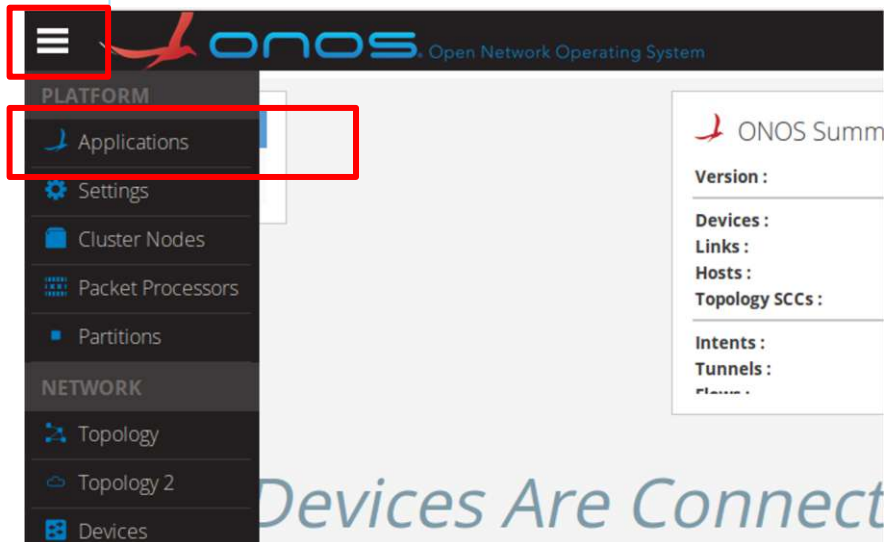 onos. Open Network Operating System
PLATFORM
Applications
Settings
Cluster Nodes
Packet Processors
Partitions
NETWORK
Topology
Topology 2
Devices
ONOS Summ
Version :
Devices :
Links :
Hosts :
Topology SCCs :
Intents :
Tunnels :
Flows :
Devices Are Connect